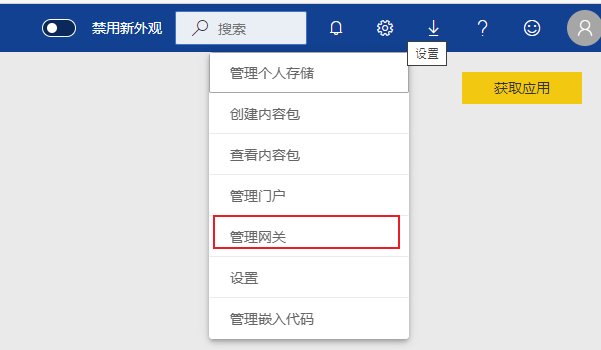 禁用新外观
搜索
设置
获取应用
管理个人存储
创建内容包
查看内容包
管理门户
管理网关
设置
管理嵌入代码